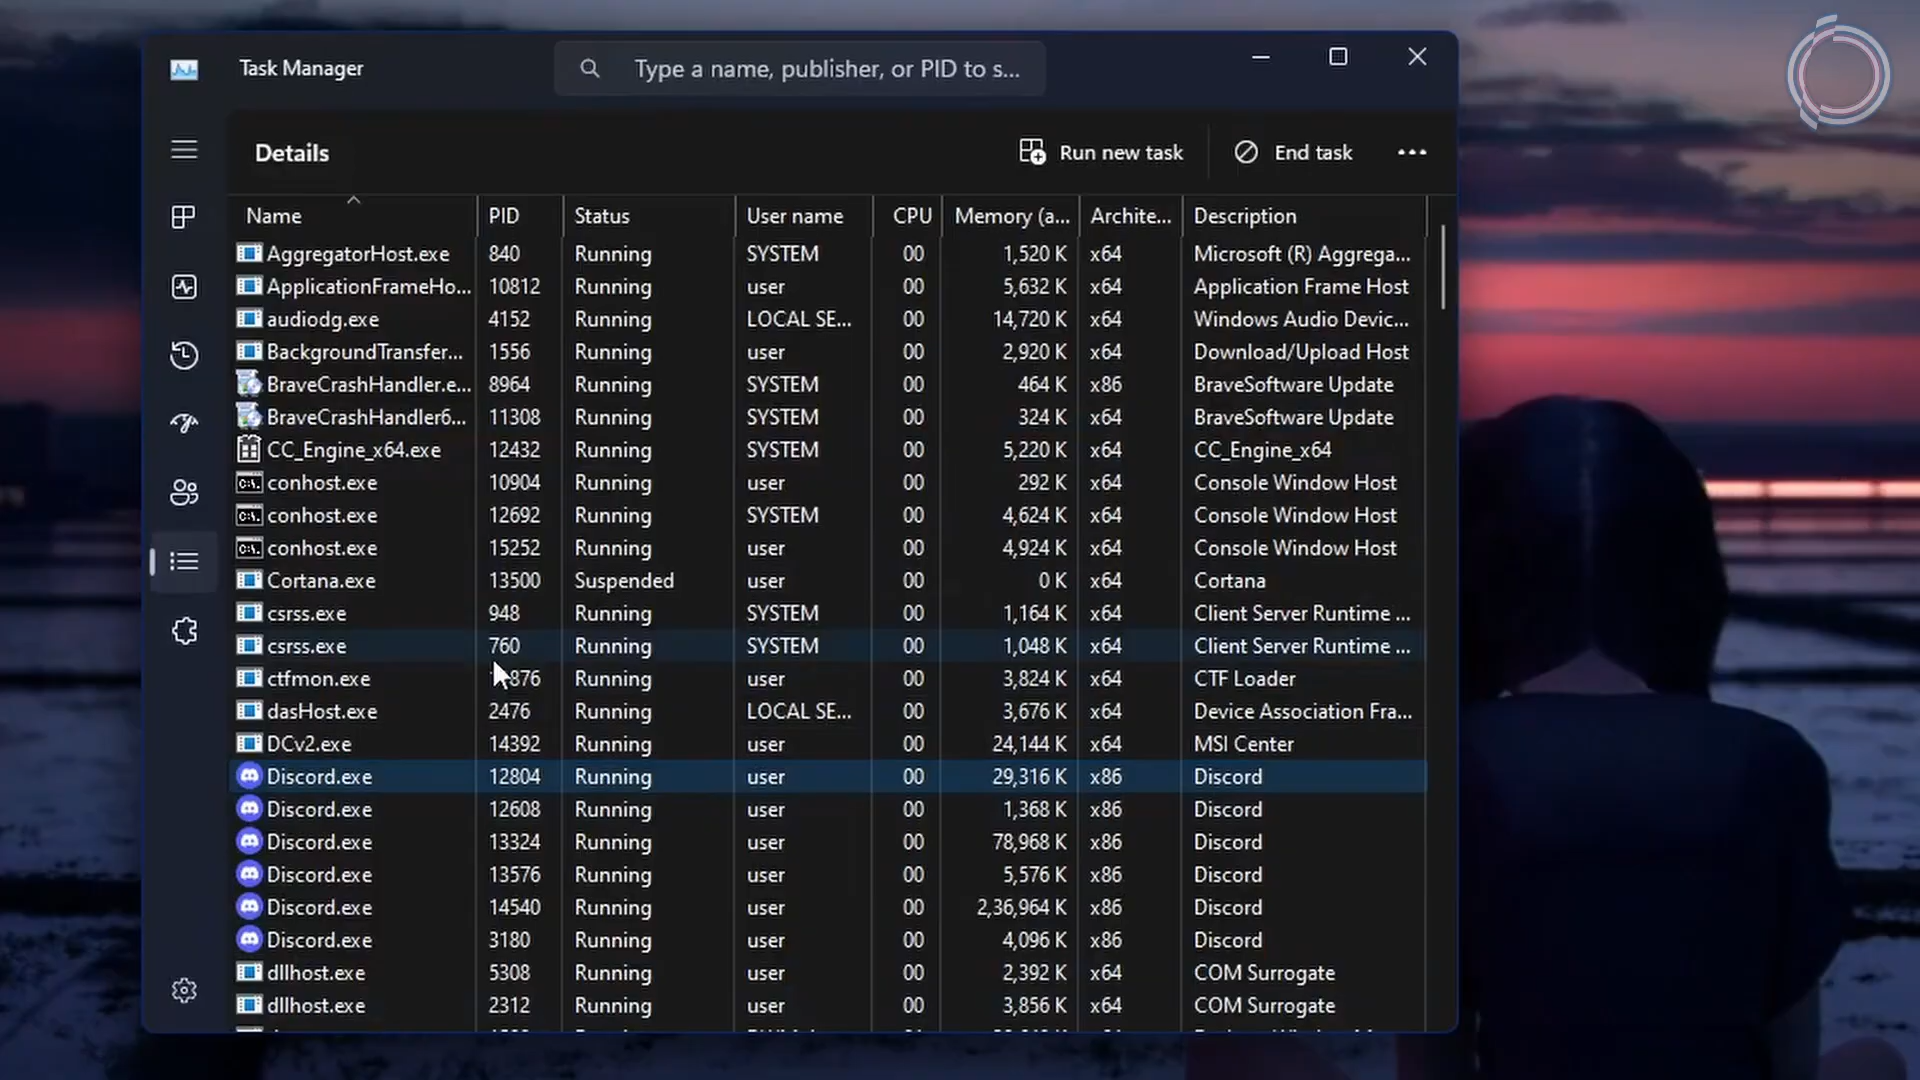 Task Manager
Type a name, publisher, or PID to s...
Details
Run new task
End task
Name PID Status User name CPU Memory (a... Archite... Description
AggregatorHost.exe 840 Running SYSTEM 00 1,520 K x64 Microsoft (R) Aggrega...
ApplicationFrameHo... 10812 Running user 00 5,632 K x64 Application Frame Host
audiodg.exe 4152 Running LOCAL SE... 00 14,720 K x64 Windows Audio Devic...
BackgroundTransfer... 1556 Running user 00 2,920 K x64 Download/Upload Host
BraveCrashHandler.e... 8964 Running SYSTEM 00 464 K x86 BraveSoftware Update
BraveCrashHandler6... 11308 Running SYSTEM 00 324 K x64 BraveSoftware Update
CC_Engine_x64.exe 12432 Running SYSTEM 00 5,220 K x64 CC_Engine_x64
conhost.exe 10904 Running user 00 292 K x64 Console Window Host
conhost.exe 12692 Running SYSTEM 00 4,624 K x64 Console Window Host
conhost.exe 15252 Running user 00 4,924 K x64 Console Window Host
Cortana.exe 13500 Suspended user 00 0 K x64 Cortana
csrss.exe 948 Running SYSTEM 00 1,164 K x64 Client Server Runtime ...
csrss.exe 760 Running SYSTEM 00 1,048 K x64 Client Server Runtime ...
ctfmon.exe Running user 00 3,824 K x64 CTF Loader
dasHost.exe 2476 Running LOCAL SE... 00 3,676 K x64 Device Association Fra...
DCv2.exe 14392 Running user 00 24,144 K x64 MSI Center
Discord.exe 12804 Running user 00 29,316 K x86 Discord
Discord.exe 12608 Running user 00 1,368 K x86 Discord
Discord.exe 13324 Running user 00 78,968 K x86 Discord
Discord.exe 13576 Running user 00 5,576 K x86 Discord
Discord.exe 14540 Running user 00 2,36,964 K x86 Discord
Discord.exe 3180 Running user 00 4,096 K x86 Discord
dllhost.exe 5308 Running user 00 2,392 K x64 COM Surrogate
dllhost.exe 2312 Running user 00 3,856 K x64 COM Surrogate